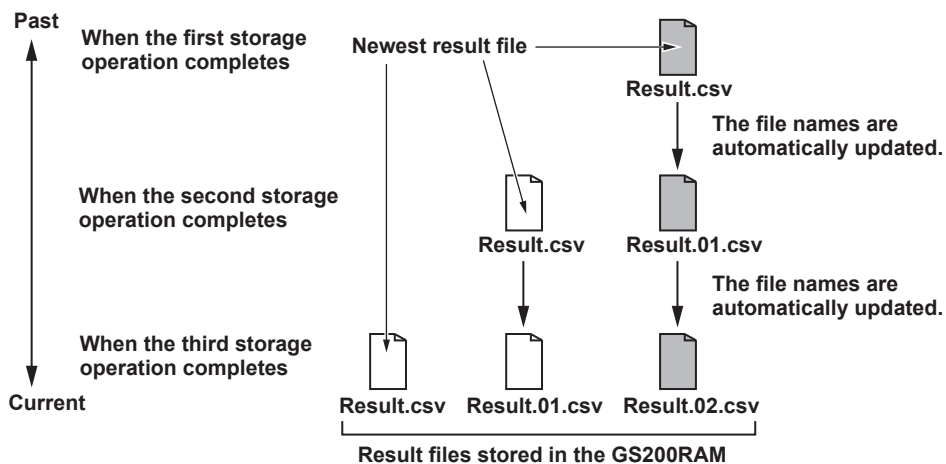 Past
When the first storage
operation completes
Newest result file
Result.csv
The file names are
automatically updated.
When the second storage
operation completes
Result.csv
Result.01.csv
The file names are
automatically updated.
When the third storage
operation completes
Current
Result.csv
Result.01.csv
Result.02.csv
Result files stored in the GS200RAM